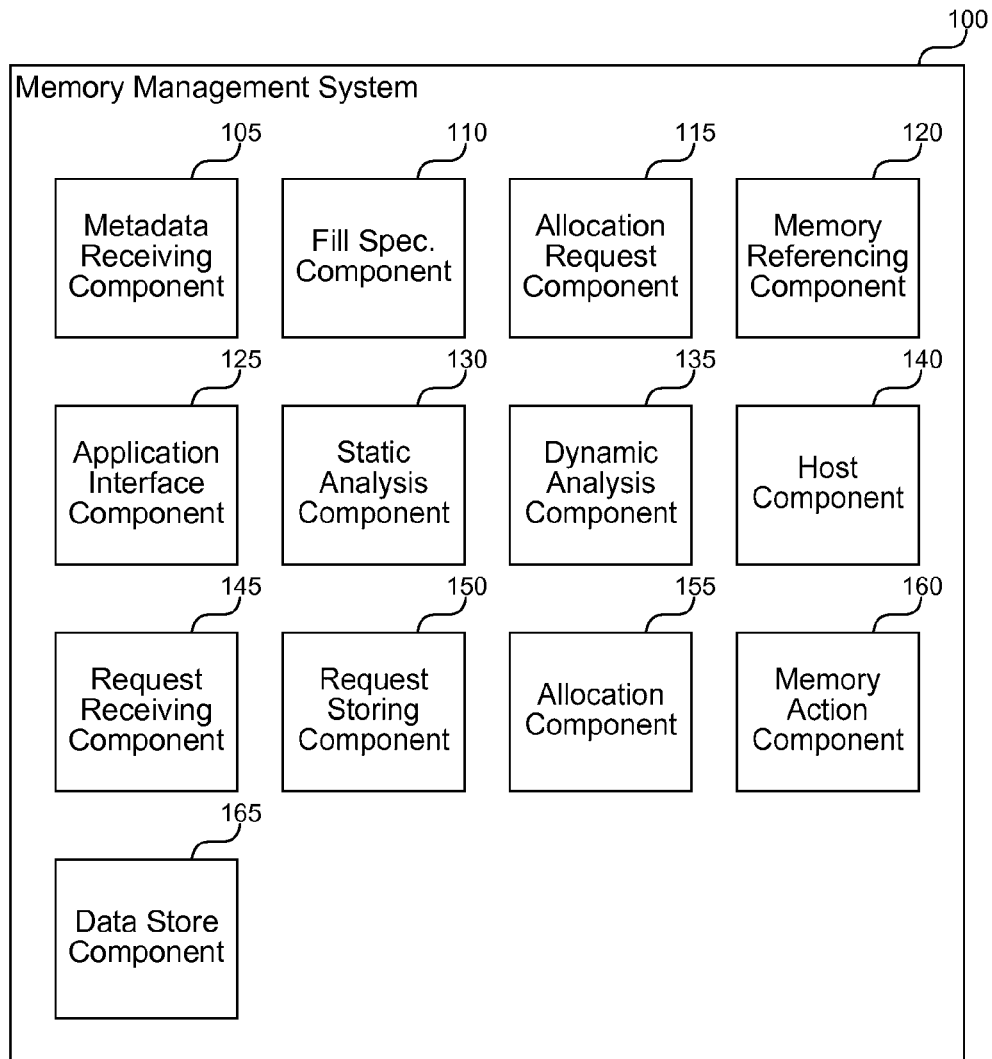 100
Memory Management System
105
Metadata
Receiving
Component
110
Fill Spec.
Component
115
Allocation
Request
Component
120
Memory
Referencing
Component
125
Application
Interface
Component
130
Static
Analysis
Component
135
Dynamic
Analysis
Component
140
Host
Component
145
Request
Receiving
Component
150
Request
Storing
Component
155
Allocation
Component
160
Memory
Action
Component
165
Data Store
Component